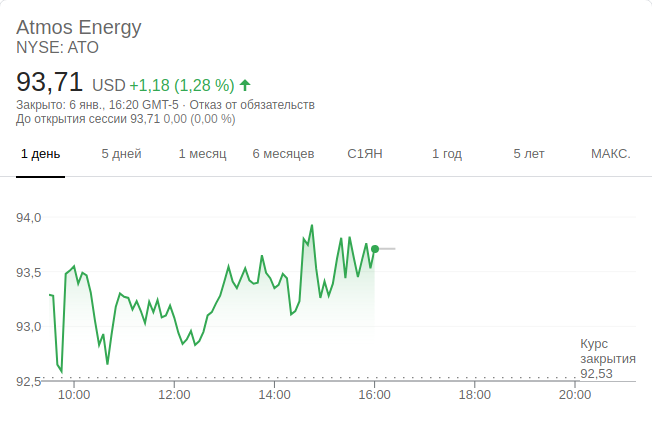 Atmos Energy
NYSE: ATO
93,71 USD +1,18 (1,28 %)
Закрыто: 6 янв., 16:20 GMT-5 · Отказ от обязательств
До открытия сессии 93,71 0,00 (0,00 %)
1 день 5 дней 1 месяц 6 месяцев С1ЯН 1 год 5 лет МАКС.
94,0
93,5
93,0
Курс
закрытия
92,53
92,5
10:00 12:00 14:00 16:00 18:00 20:00